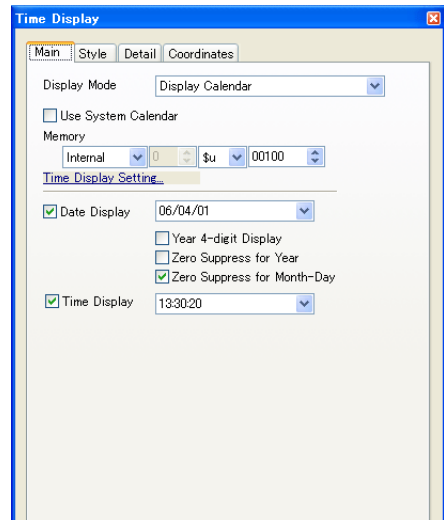 Time Display
Main Style Detail Coordinates
Display Mode Display Calendar
Use System Calendar
Memory
Internal 0 $u 00100
Time Display Setting...
Date Display 06/04/01
Year 4-digit Display
Zero Suppress for Year
Zero Suppress for Month-Day
Time Display 13:30:20